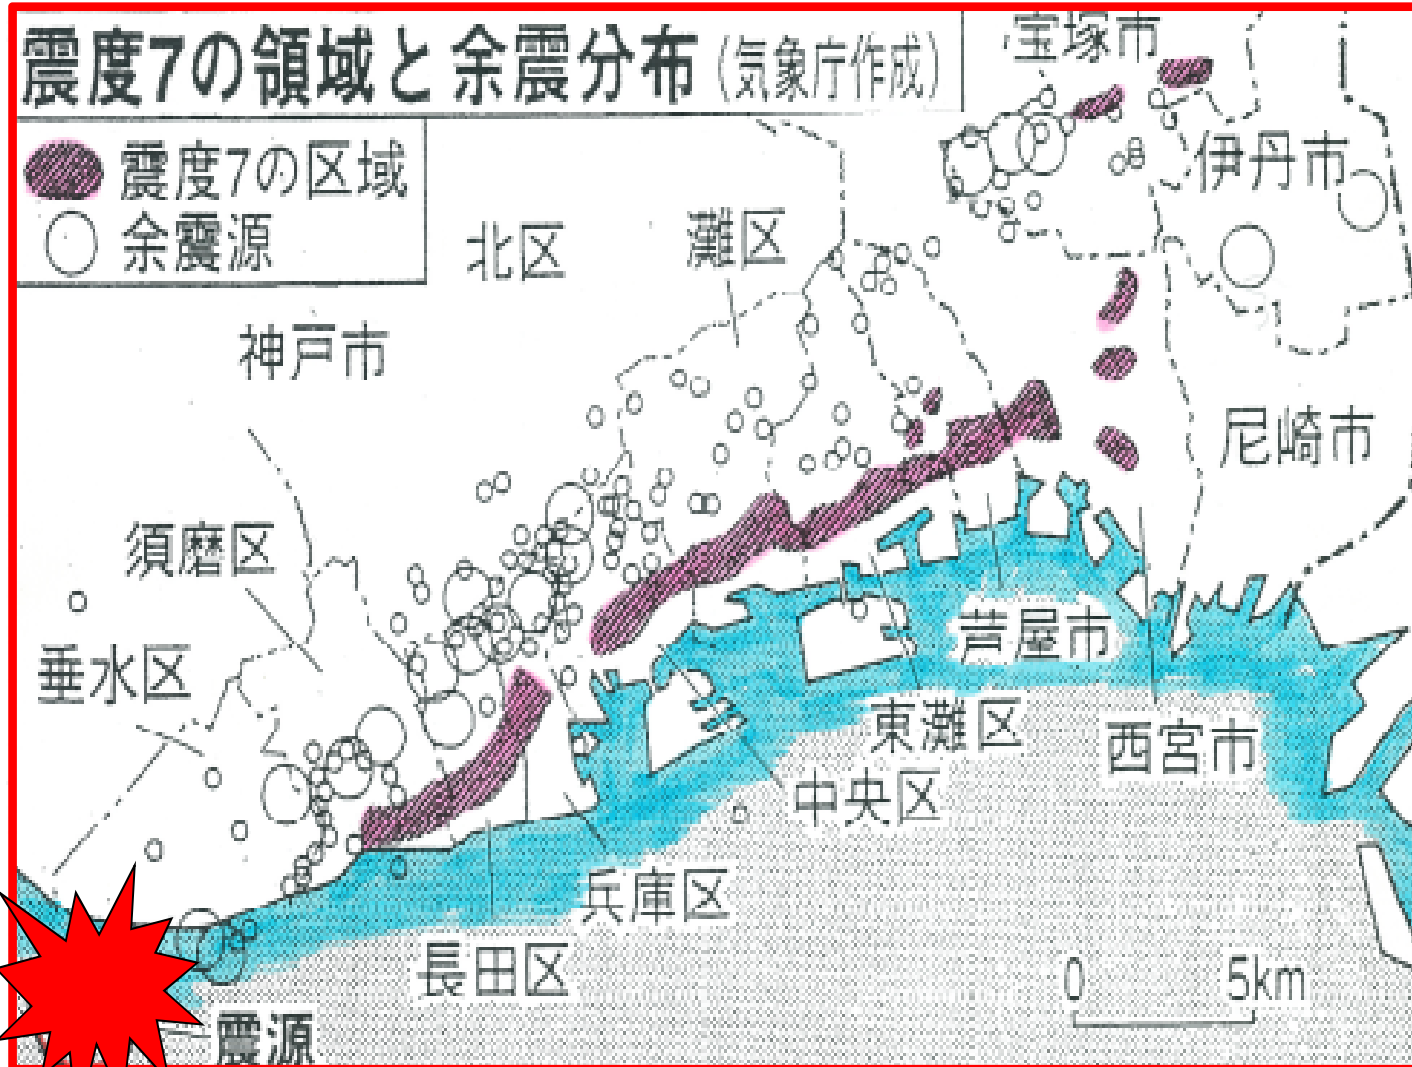 震度7の領域と余震分布(気象庁作成)
震度7の区域
余震源
宝塚市
伊丹市
北区
灘区
神戸市
尼崎市
須磨区
垂水区
芦屋市
東灘区
西宮市
中央区
兵庫区
長田区
0 5km
震源